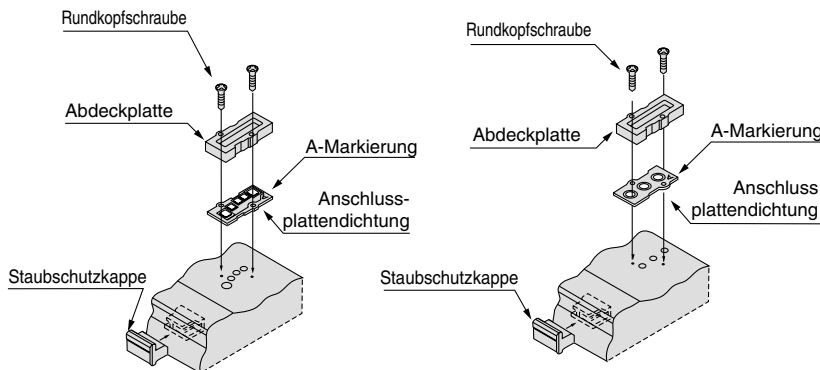 Rundkopfschraube
Abdeckplatte
A-Markierung
Anschluss-
plattendichtung
Staubschutzkappe
Rundkopfschraube
Abdeckplatte
A-Markierung
Anschluss
plattendichtung
Staubschutzkappe